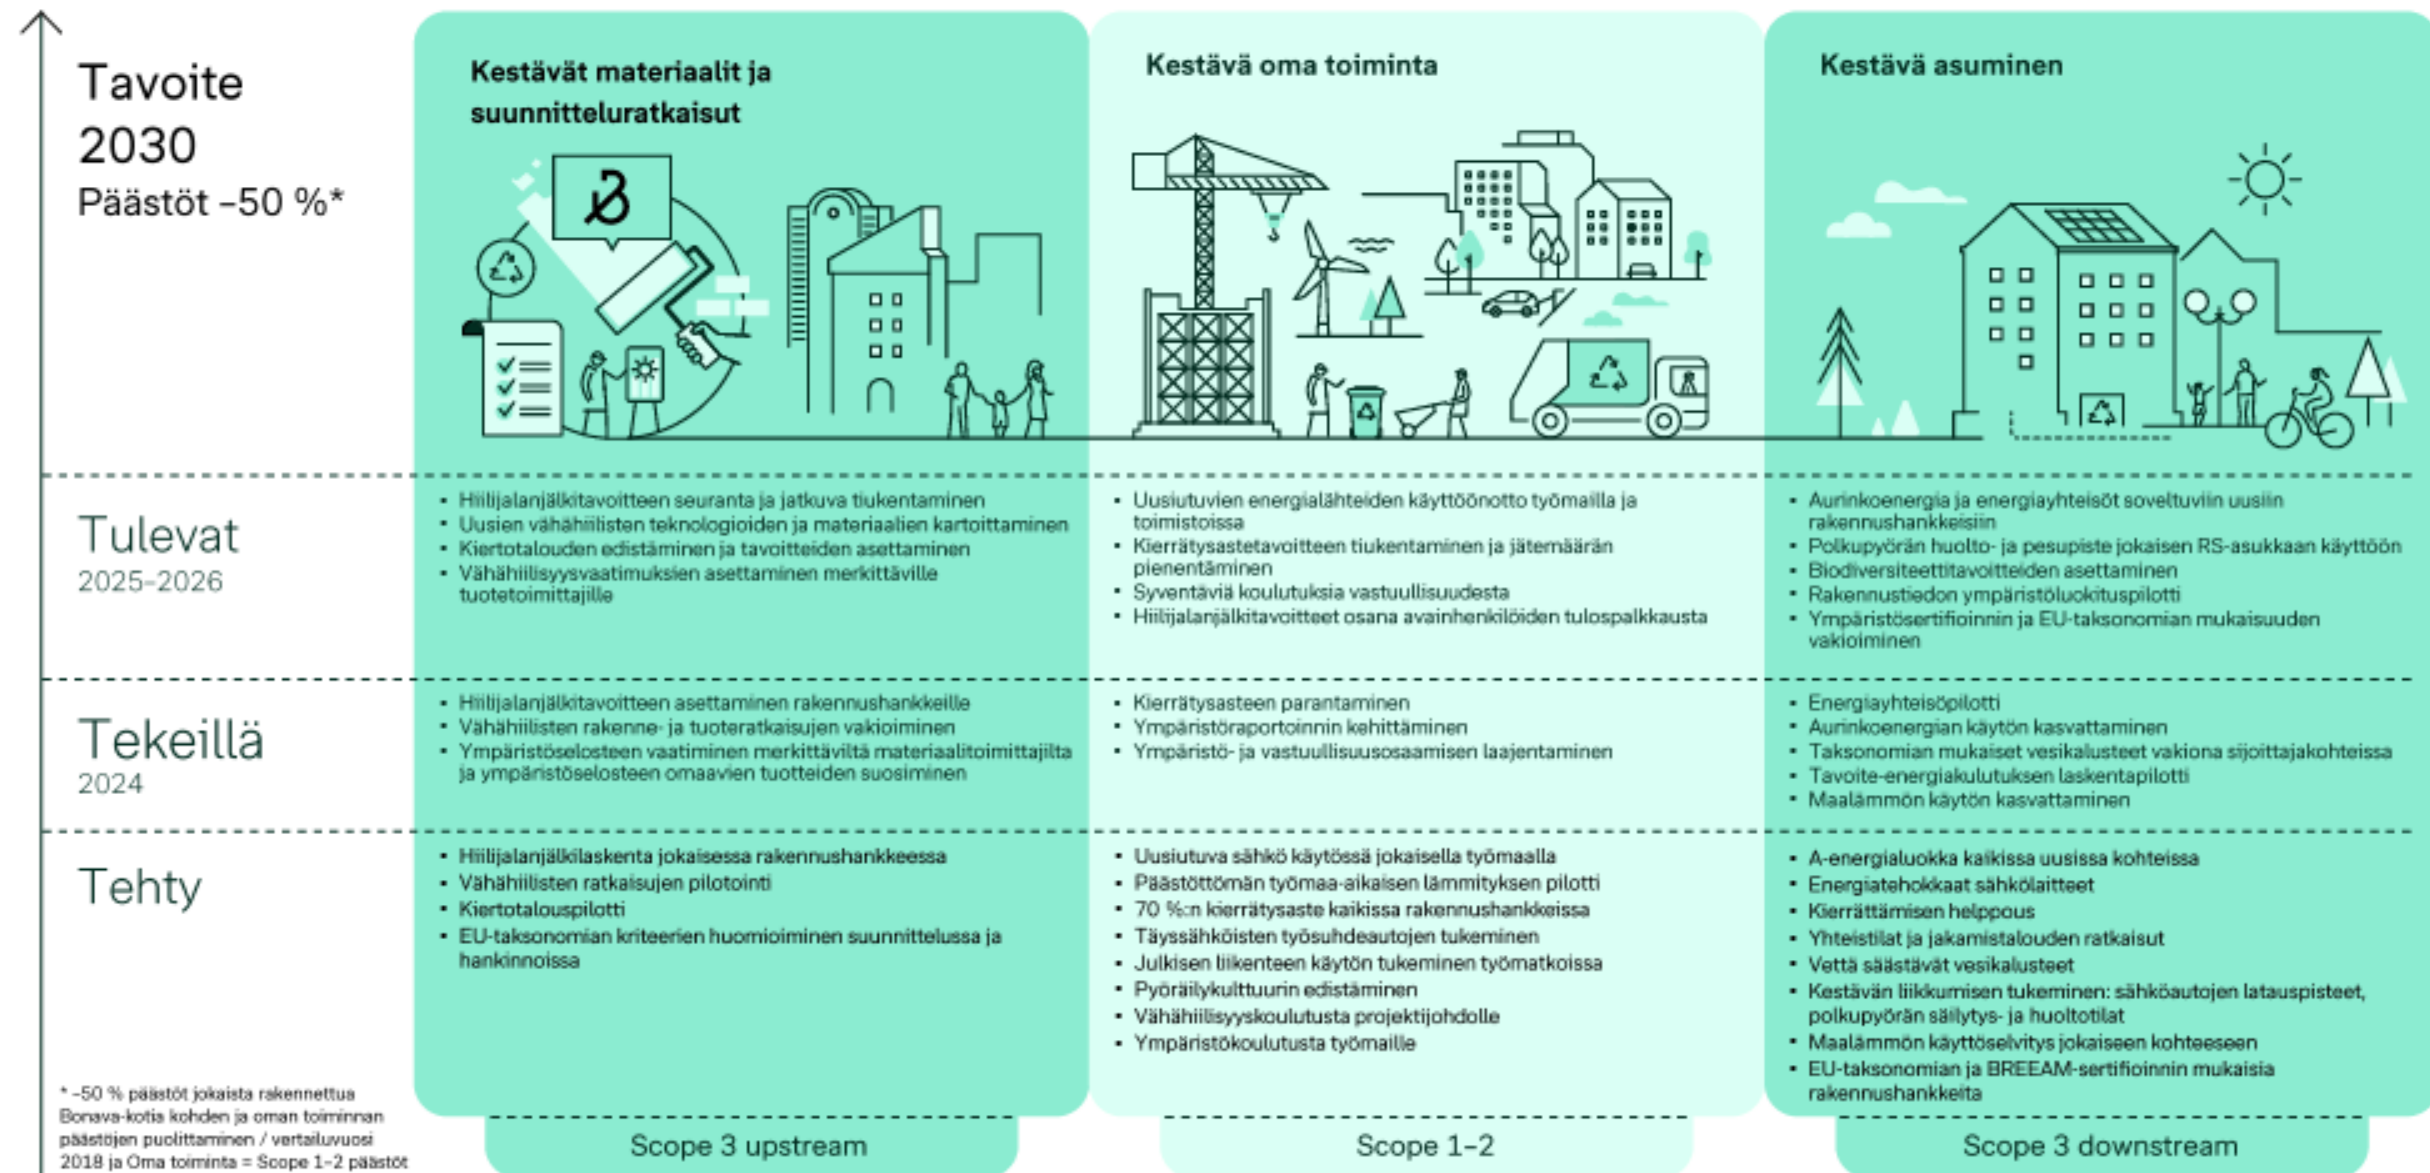 Tavoite
2030
Päästöt –50 %*
Kestävät materiaalit ja
suunnitteluratkaisut
Kestävä oma toiminta
Kestävä asuminen
Tulevat
2025–2026
▪ Hiilijalanjälkitavoitteen seuranta ja jatkuva tiukentaminen
▪ Uusien vähähiilisten teknologioiden ja materiaalien kartoittaminen
▪ Kiertotalouden edistäminen ja tavoitteiden asettaminen
▪ Vähähiilisyysvaatimuksien asettaminen merkittäville
tuotetoimittajille
▪ Uusiutuvien energialähteiden käyttöönotto työmailla ja
toimistoissa
▪ Kierrätysastetavoitteen tiukentaminen ja jätemäärän
pienentäminen
▪ Syventäviä koulutuksia vastuullisuudesta
▪ Hiilijalanjälkitavoitteet osana avainhenkilöiden tulospalkkausta
▪ Aurinkoenergia ja energiayhteisöt soveltuviin uusiin
rakennushankkeisiin
▪ Polkupyörän huolto- ja pesupiste jokaisen RS-asukkaan käyttöön
▪ Biodiversiteettitavoitteiden asettaminen
▪ Rakennustiedon ympäristöluokituspilotti
▪ Ympäristösertifioinnin ja EU-taksonomian mukaisuuden
vakioiminen
Tekeillä
2024
▪ Hiilijalanjälkitavoitteen asettaminen rakennushankkeille
▪ Vähähiilisten rakenne- ja tuoteratkaisujen vakioiminen
▪ Ympäristöselosteen vaatiminen merkittäviltä materiaalitoimittajilta
ja ympäristöselosteen omaavien tuotteiden suosiminen
▪ Kierrätysasteen parantaminen
▪ Ympäristöraportoinnin kehittäminen
▪ Ympäristö- ja vastuullisuusosaamisen laajentaminen
▪ Energiayhteisöpilotti
▪ Aurinkoenergian käytön kasvattaminen
▪ Taksonomian mukaiset vesikalusteet vakiona sijoittajakohteissa
▪ Tavoite-energiakulutuksen laskentapilotti
▪ Maalämmön käytön kasvattaminen
Tehty
▪ Hiilijalanjälkilaskenta jokaisessa rakennushankkeessa
▪ Vähähiilisten ratkaisujen pilotointi
▪ Kiertotalouspilotti
▪ EU-taksonomian kriteerien huomioiminen suunnittelussa ja
hankinnoissa
▪ Uusiutuva sähkö käytössä jokaisella työmaalla
▪ Päästöttömän työmaa-aikaisen lämmityksen pilotti
▪ 70 %:n kierrätysaste kaikissa rakennushankkeissa
▪ Täyssähköisten työsuhdeautojen tukeminen
▪ Julkisen liikenteen käytön tukeminen työmatkoissa
▪ Pyöräilykulttuurin edistäminen
▪ Vähähiilisyyskoulutusta projektijohdolle
▪ Ympäristökoulutusta työmaille
▪ A-energialuokka kaikissa uusissa kohteissa
▪ Energiatehokkaat sähkölaitteet
▪ Kierrättämisen helppous
▪ Yhteistilat ja jakamistalouden ratkaisut
▪ Vettä säästävät vesikalusteet
▪ Kestävän liikkumisen tukeminen: sähköautojen latauspisteet,
polkupyörän säilytys- ja huoltotilat
▪ Maalämmön käyttöselvitys jokaiseen kohteeseen
▪ EU-taksonomian ja BREEAM-sertifioinnin mukaisia
rakennushankkeita
* –50 % päästöt jokaista rakennettua
Bonava-kotia kohden ja oman toiminnan
päästöjen puolittaminen / vertailuvuosi
2018 ja Oma toiminta = Scope 1–2 päästöt
Scope 3 upstream
Scope 1–2
Scope 3 downstream